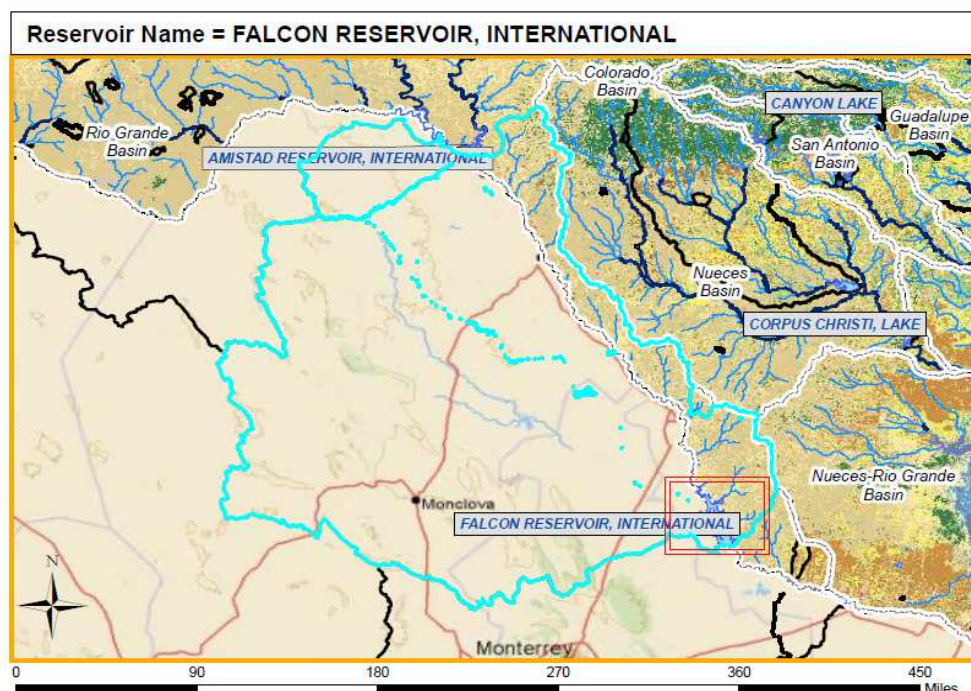 Reservoir Name = FALCON RESERVOIR, INTERNATIONAL
Colorado
Basin
CANYON LAKE
Guadalupe
Basin
Rio Grande
Basin
San Antonio
Basin
AMISTAD RESERVOIR, INTERNATIONAL
Nueces
Basin
CORPUS CHRISTI, LAKE
Nueces-Rio Grande
Basin
Monclova
FALCON RESERVOIR, INTERNATIONAL
N
Monterrey
0 90 180 270 360 450
Miles